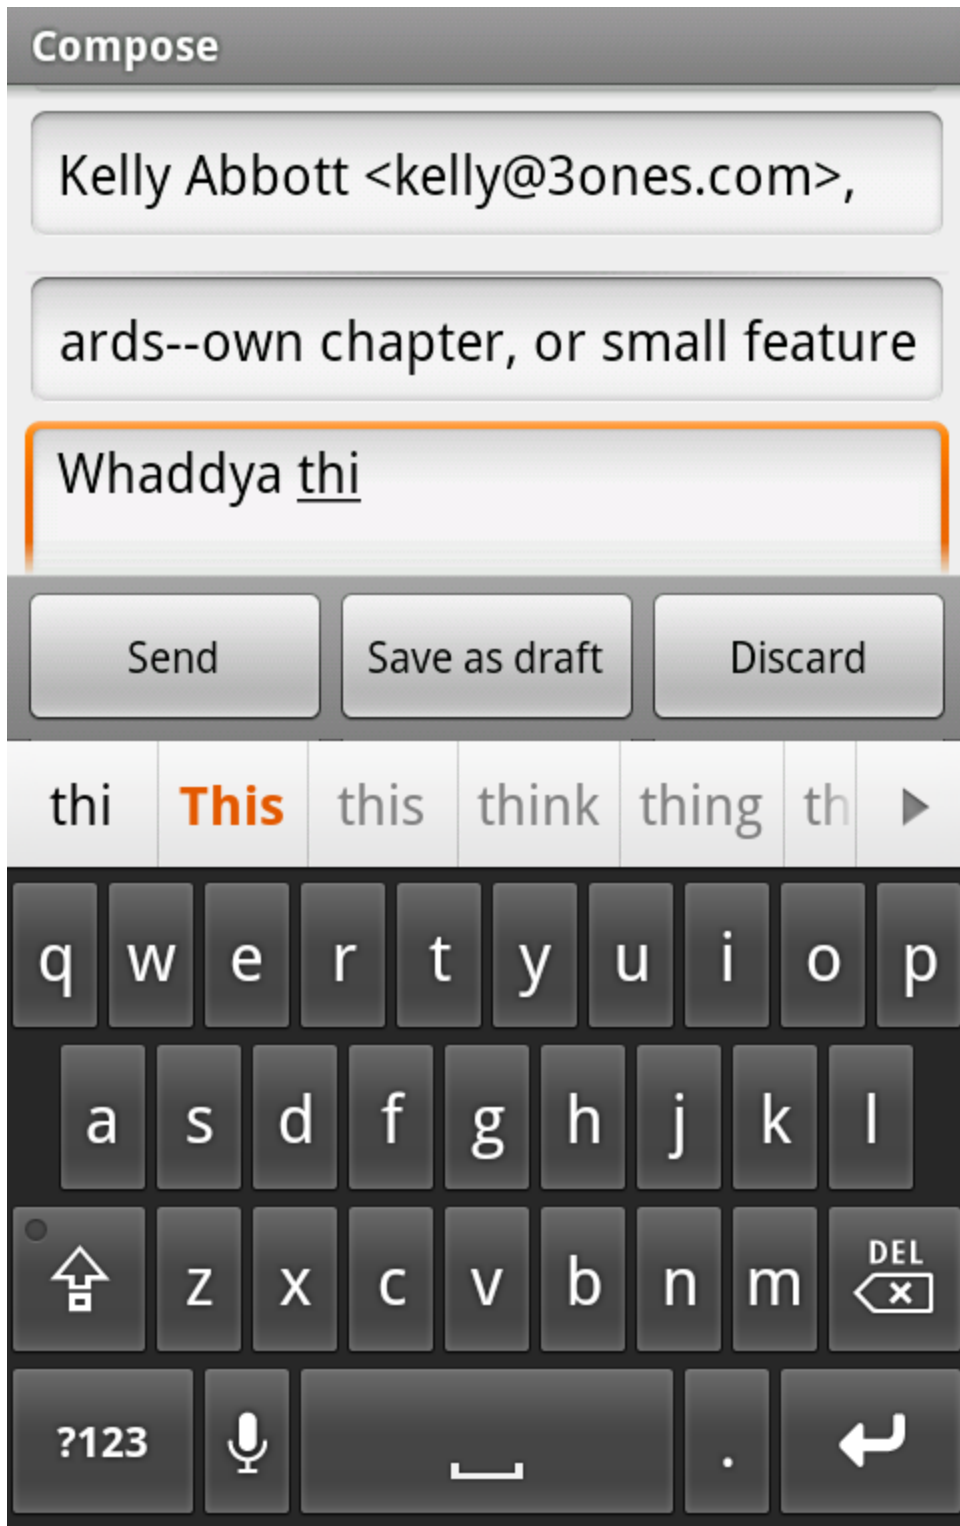 Compose
Kelly Abbott <kelly@3ones.com>,
ards--own chapter, or small feature
Whaddya thi
Send Save as draft Discard
thi This this think thing th
q w e r t y u i o p
a s d f g h j k l
z x c v b n m DEL
?123 .